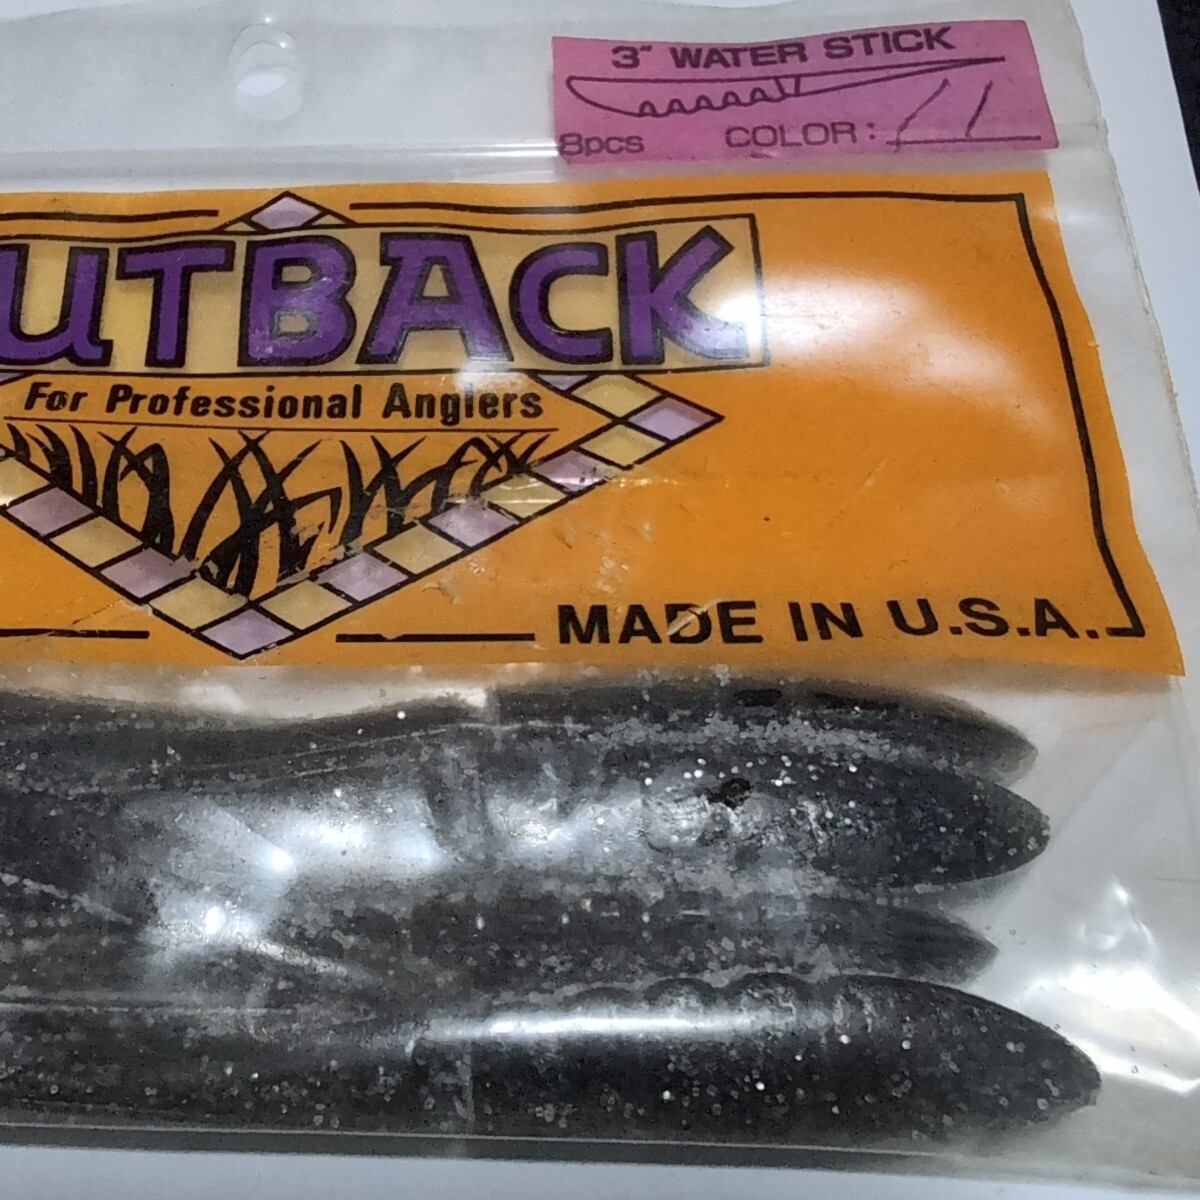 3" WATER STICK
8pcs COLOR: 11
UTBACK
For Professional Anglers
MADE IN U.S.A.